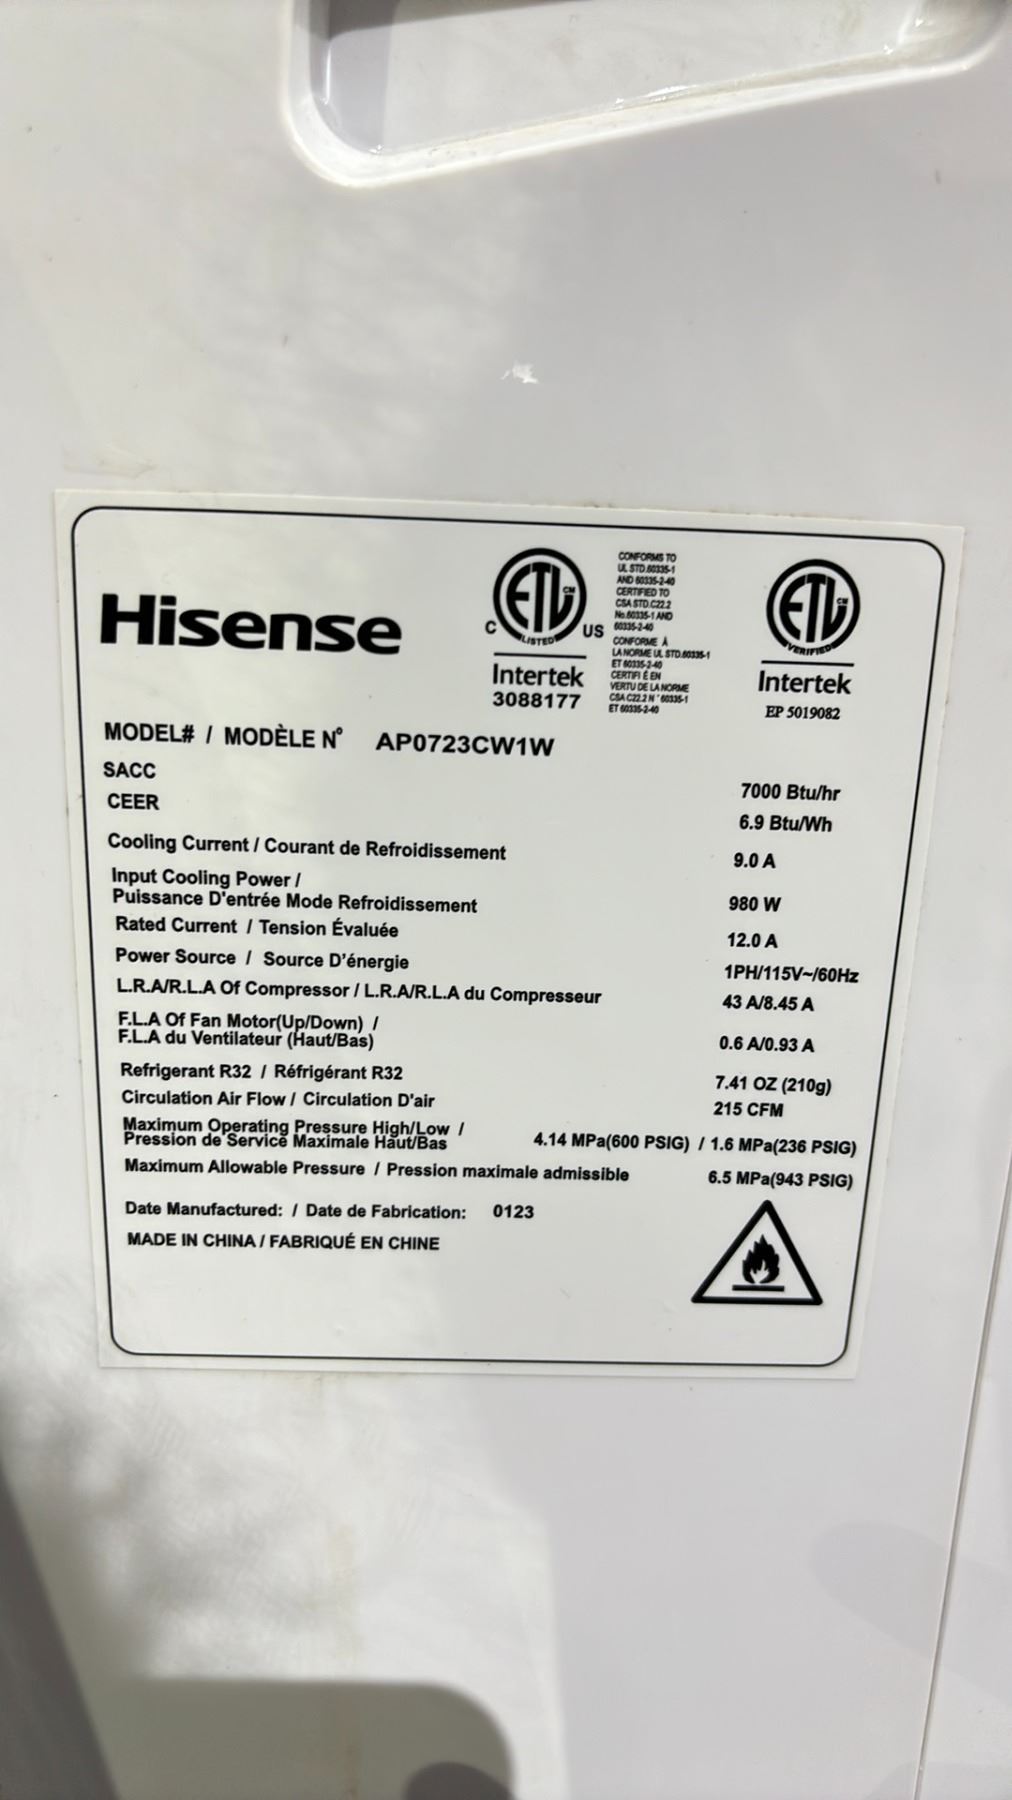 Hisense
ETL CM
LISTED
C US
Intertek
3088177
CONFORMS TO
UL STD.60335-1
AND 60335-2-40
CERTIFIED TO
CSA STD.C22.2
No.60335-1 AND
60335-2-40
CONFORME À
LA NORME UL STD.60335-1
ET 60335-2-40
CERTIFI É EN
VERTU DE LA NORME
CSA C22.2 N ° 60335-1
ET 60335-2-40
ETL CM
VERIFIED
Intertek
EP 5019082
MODEL# / MODÈLE N° AP0723CW1W
SACC 7000 Btu/hr
CEER 6.9 Btu/Wh
Cooling Current / Courant de Refroidissement 9.0 A
Input Cooling Power /
Puissance D'entrée Mode Refroidissement 980 W
Rated Current / Tension Évaluée 12.0 A
Power Source / Source D'énergie 1PH/115V~/60Hz
L.R.A/R.L.A Of Compressor / L.R.A/R.L.A du Compresseur 43 A/8.45 A
F.L.A Of Fan Motor(Up/Down) /
F.L.A du Ventilateur (Haut/Bas) 0.6 A/0.93 A
Refrigerant R32 / Réfrigérant R32 7.41 OZ (210g)
Circulation Air Flow / Circulation D'air 215 CFM
Maximum Operating Pressure High/Low /
Pression de Service Maximale Haut/Bas 4.14 MPa(600 PSIG) / 1.6 MPa(236 PSIG)
Maximum Allowable Pressure / Pression maximale admissible 6.5 MPa(943 PSIG)
Date Manufactured: / Date de Fabrication: 0123
MADE IN CHINA / FABRIQUÉ EN CHINE